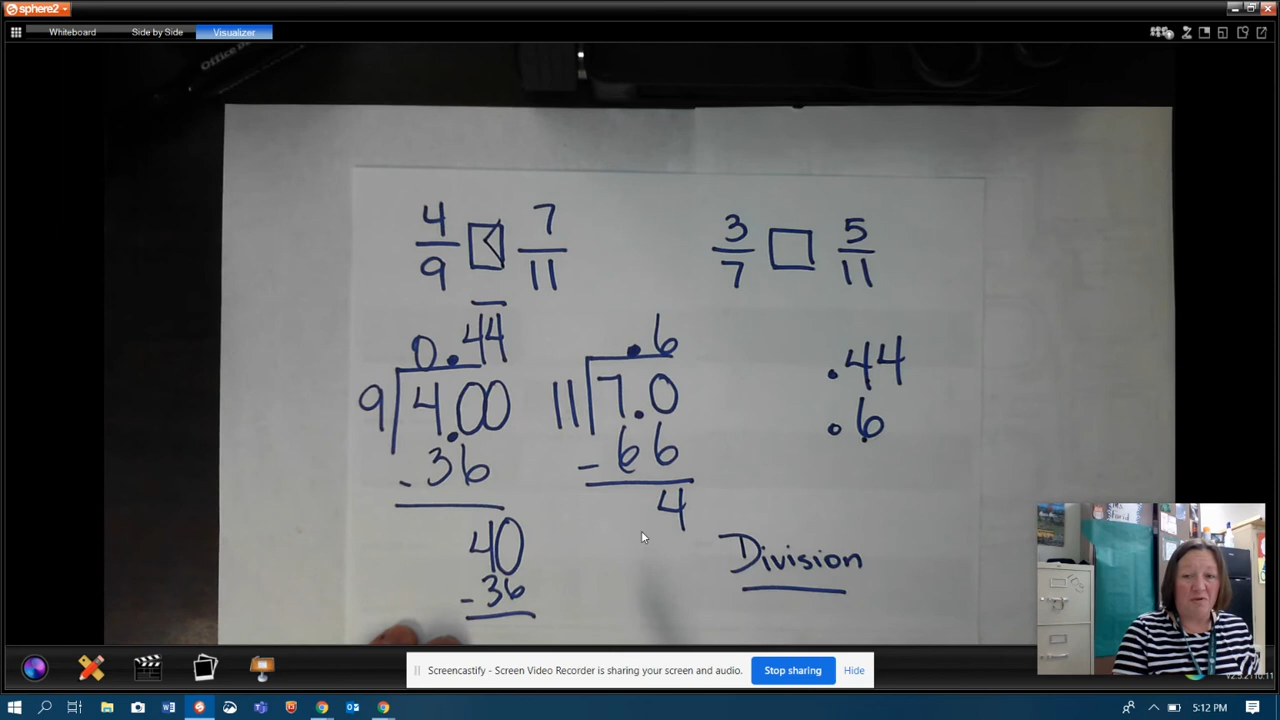 sphere2
Whiteboard Side by Side Visualizer
Office De
4/9 < 7/11
3/7 □ 5/11
0.44
9 4.00
- 36
40
- 36
.6
11 7.0
- 66
4
.44
.6
Division
|| Screencastify - Screen Video Recorder is sharing your screen and audio. Stop sharing Hide
5:12 PM